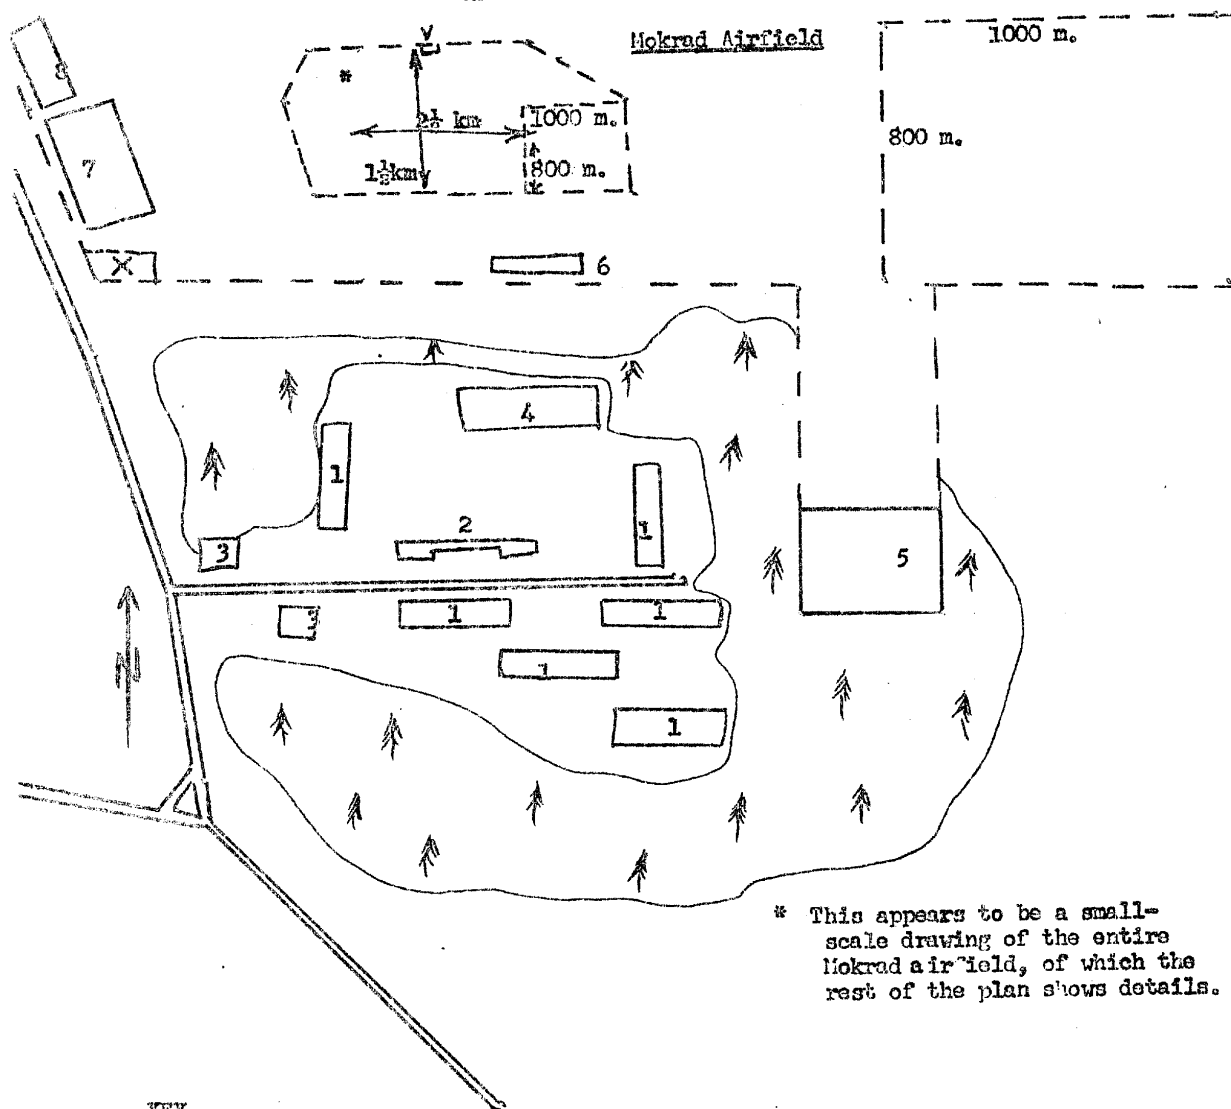 Mokrad Airfield
1000 m.
800 m.
V
*
1000 m.
800 m.
1½km
8
7
X
6
4
1
1
2
3
5
3
1
1
1
1
N
* This appears to be a small-
scale drawing of the entire
Mokrad airfield, of which the
rest of the plan shows details.